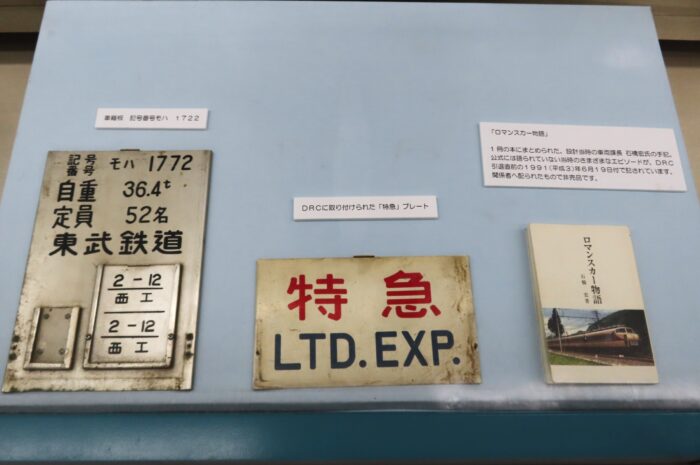 車籍板　記号番号モハ　１７２２
記号
番号
モハ 1772
自重 36.4t
定員 52名
東武鉄道
2-12
西工
2-12
西工
ＤＲＣに取り付けられた「特急」プレート
特急
LTD. EXP.
「ロマンスカー物語」
１冊の本にまとめられた、設計当時の車両課長 石橋宏氏の手記。
公式には語られていない当時のさまざまなエピソードが、ＤＲＣ
引退直前の１９９１(平成３)年６月１９日付で記されています。
関係者へ配られたもので非売品です。
ロマンスカー物語